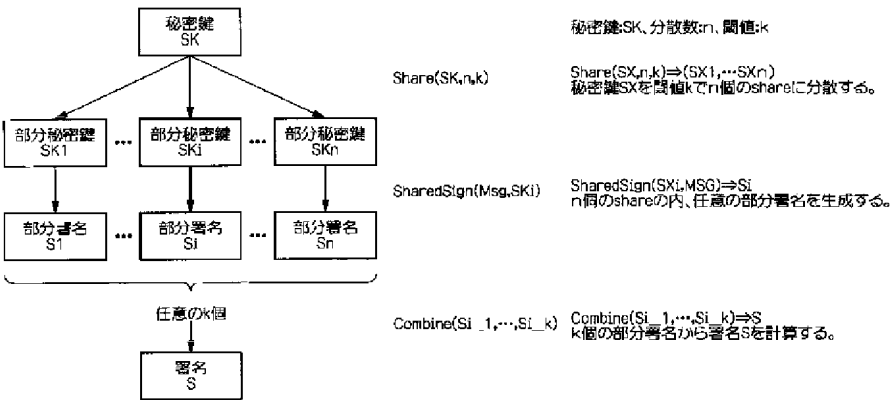 秘密鍵
SK
秘密鍵:SK、分散数:n、閾値:k
Share(SK,n,k)
Share(SX,n,k)⇒(SX1,…SXn)
秘密鍵SXを閾値kでn個のshareに分散する。
部分秘密鍵
SK1
…
部分秘密鍵
SKi
…
部分秘密鍵
SKn
SharedSign(Msg,SKi)
SharedSign(SXi,MSG)⇒Si
n個のshareの内、任意の部分署名を生成する。
部分署名
S1
…
部分署名
Si
…
部分署名
Sn
任意のk個
Combine(Si_1,…,Si_k)
Combine(Si_1,…,Si_k)⇒S
k個の部分署名から署名Sを計算する。
署名
S